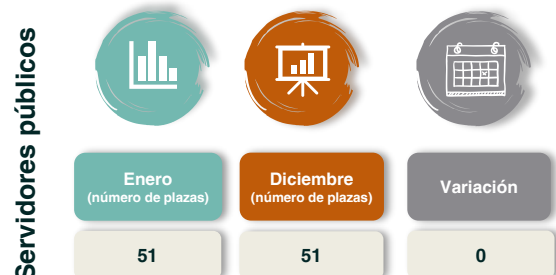 Servidores públicos
Enero
(número de plazas)
Diciembre
(número de plazas)
Variación
51
51
0